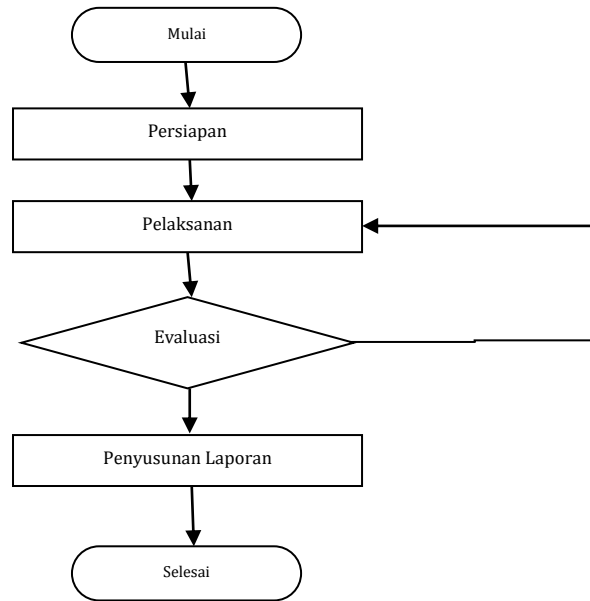 Mulai
Persiapan
Pelaksanan
Evaluasi
Penyusunan Laporan
Selesai